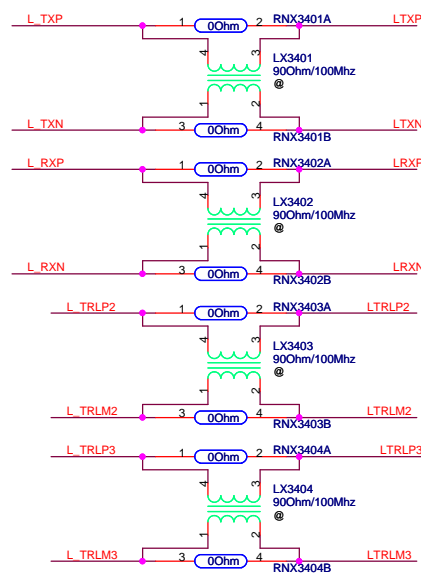 L_TXP 1 0Ohm 2 RNX3401A LTXP
4 3 LX3401
90Ohm/100Mhz
1 2 @
L_TXN 3 0Ohm 4 LTXN
RNX3401B
L_RXP 1 0Ohm 2 RNX3402A LRXP
4 3 LX3402
90Ohm/100Mhz
1 2 @
L_RXN 3 0Ohm 4 LRXN
RNX3402B
L_TRLP2 1 0Ohm 2 RNX3403A LTRLP2
4 3 LX3403
90Ohm/100Mhz
1 2 @
L_TRLM2 3 0Ohm 4 LTRLM2
RNX3403B
L_TRLP3 1 0Ohm 2 RNX3404A LTRLP3
4 3 LX3404
90Ohm/100Mhz
1 2 @
L_TRLM3 3 0Ohm 4 LTRLM3
RNX3404B